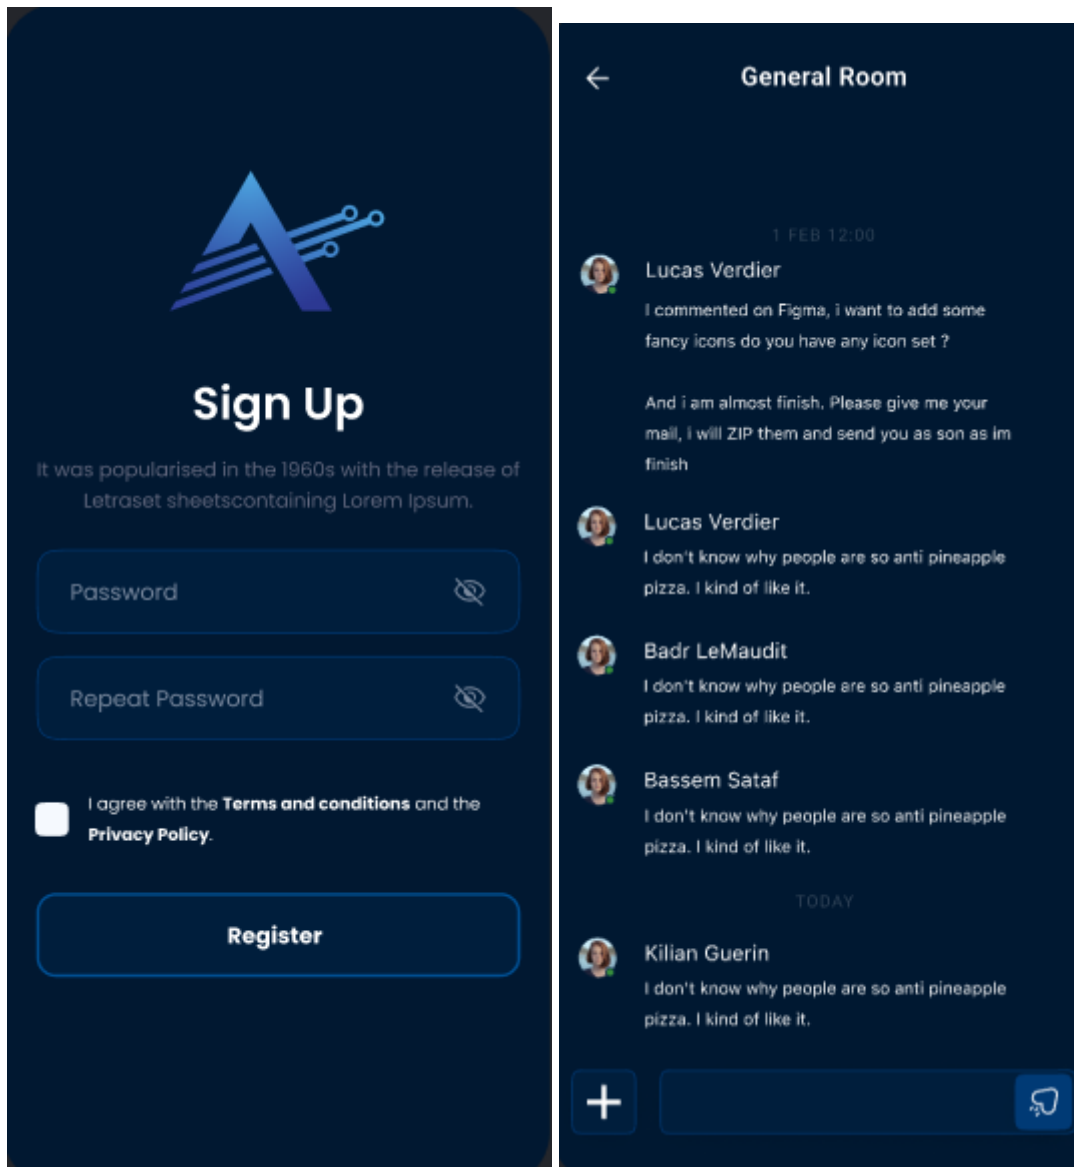 Sign Up
It was popularised in the 1960s with the release of
Letraset sheetscontaining Lorem Ipsum.
Password
Repeat Password
I agree with the Terms and conditions and the
Privacy Policy.
Register
General Room
1 FEB 12:00
Lucas Verdier
I commented on Figma, i want to add some
fancy icons do you have any icon set ?
And i am almost finish. Please give me your
mail, i will ZIP them and send you as son as im
finish
Lucas Verdier
I don't know why people are so anti pineapple
pizza. I kind of like it.
Badr LeMaudit
I don't know why people are so anti pineapple
pizza. I kind of like it.
Bassem Sataf
I don't know why people are so anti pineapple
pizza. I kind of like it.
TODAY
Kilian Guerin
I don't know why people are so anti pineapple
pizza. I kind of like it.